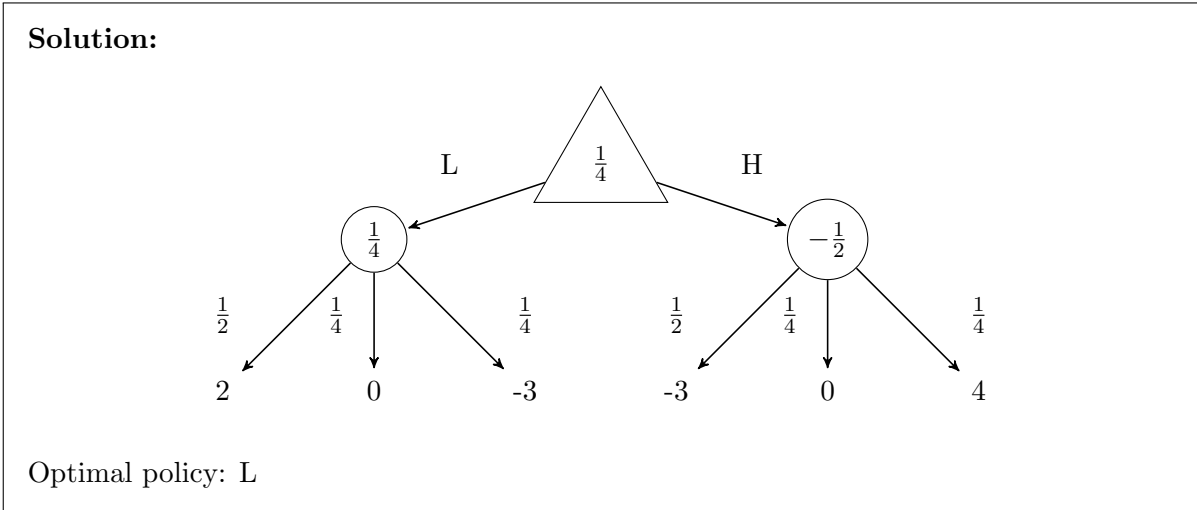 Solution:
L 1/4 H
1/4 −1/2
1/2 1/4 1/4 1/2 1/4 1/4
2 0 -3 -3 0 4
Optimal policy: L